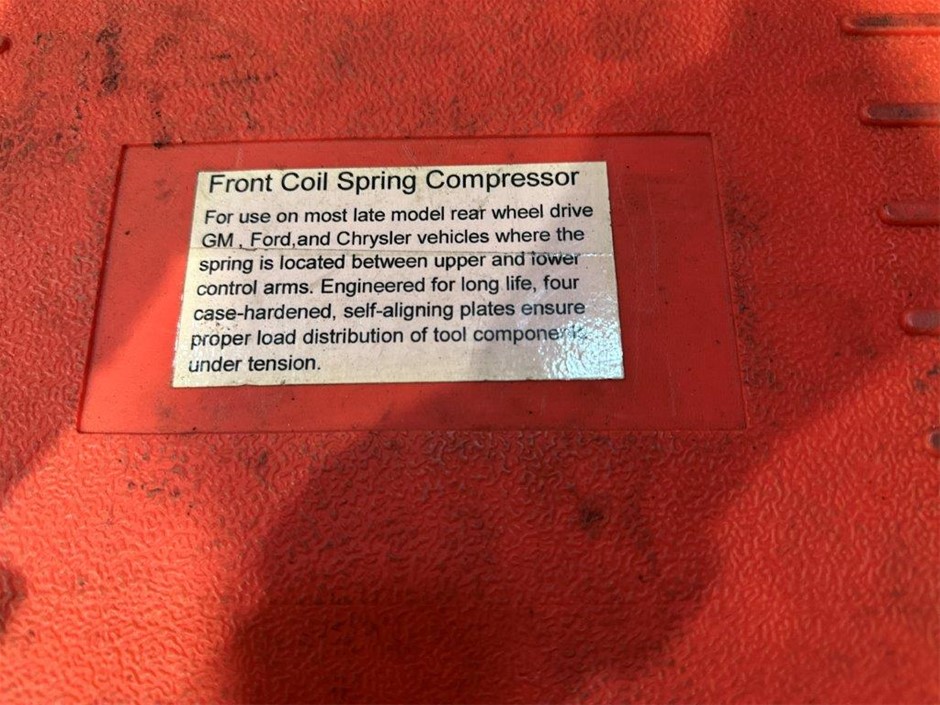 Front Coil Spring Compressor
For use on most late model rear wheel drive
GM , Ford,and Chrysler vehicles where the
spring is located between upper and lower
control arms. Engineered for long life, four
case-hardened, self-aligning plates ensure
proper load distribution of tool components
under tension.